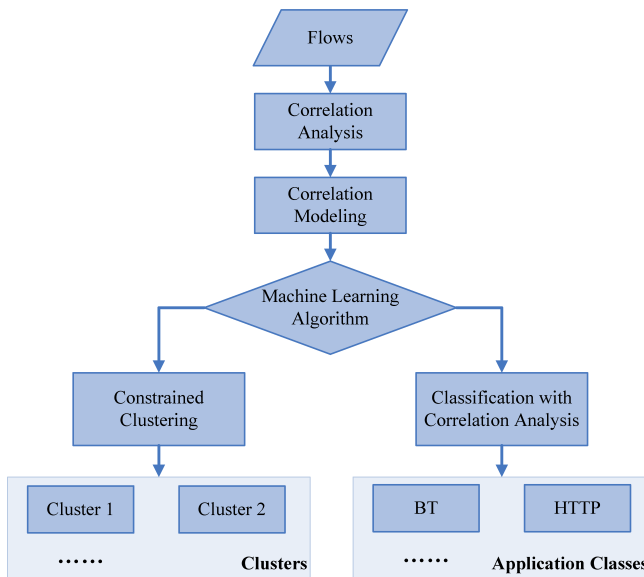 Flows
Correlation
Analysis
Correlation
Modeling
Machine Learning
Algorithm
Constrained
Clustering
Classification with
Correlation Analysis
Cluster 1
Cluster 2
……
Clusters
BT
HTTP
……
Application Classes